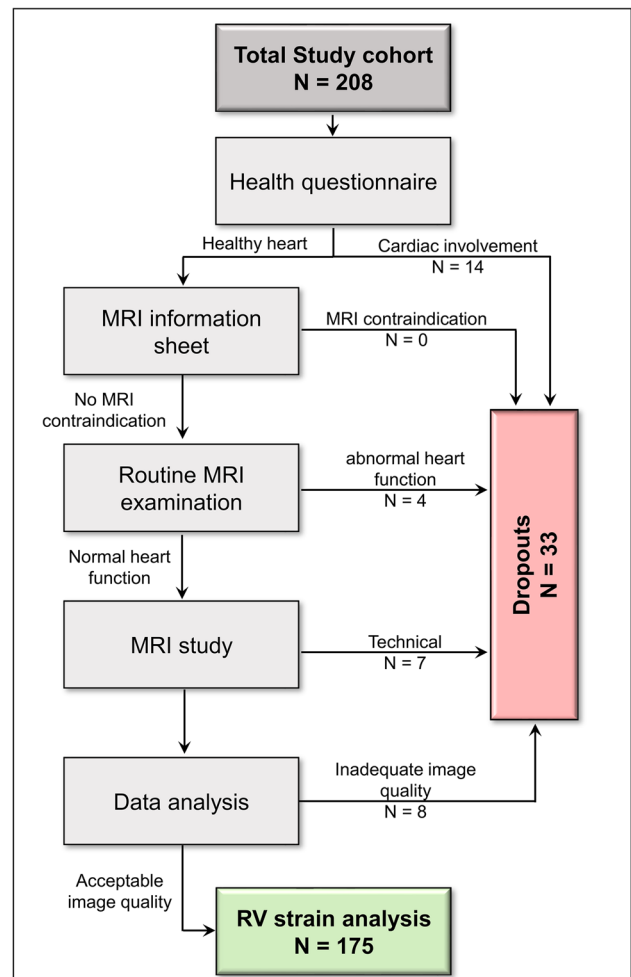 Total Study cohort
N = 208
Health questionnaire
Healthy heart
Cardiac involvement
N = 14
MRI information
sheet
MRI contraindication
N = 0
No MRI
contraindication
Routine MRI
examination
abnormal heart
function
N = 4
Normal heart
function
MRI study
Technical
N = 7
Dropouts
N = 33
Data analysis
Inadequate image
quality
N = 8
Acceptable
image quality
RV strain analysis
N = 175